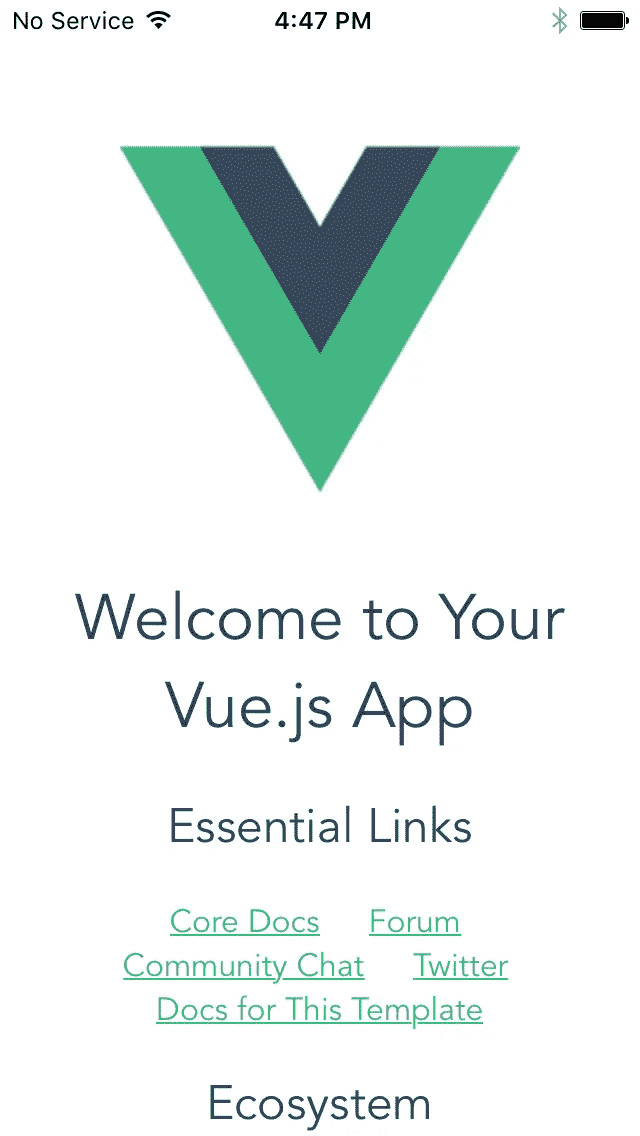 No Service 4:47 PM
Welcome to Your
Vue.js App
Essential Links
Core Docs Forum
Community Chat Twitter
Docs for This Template
Ecosystem